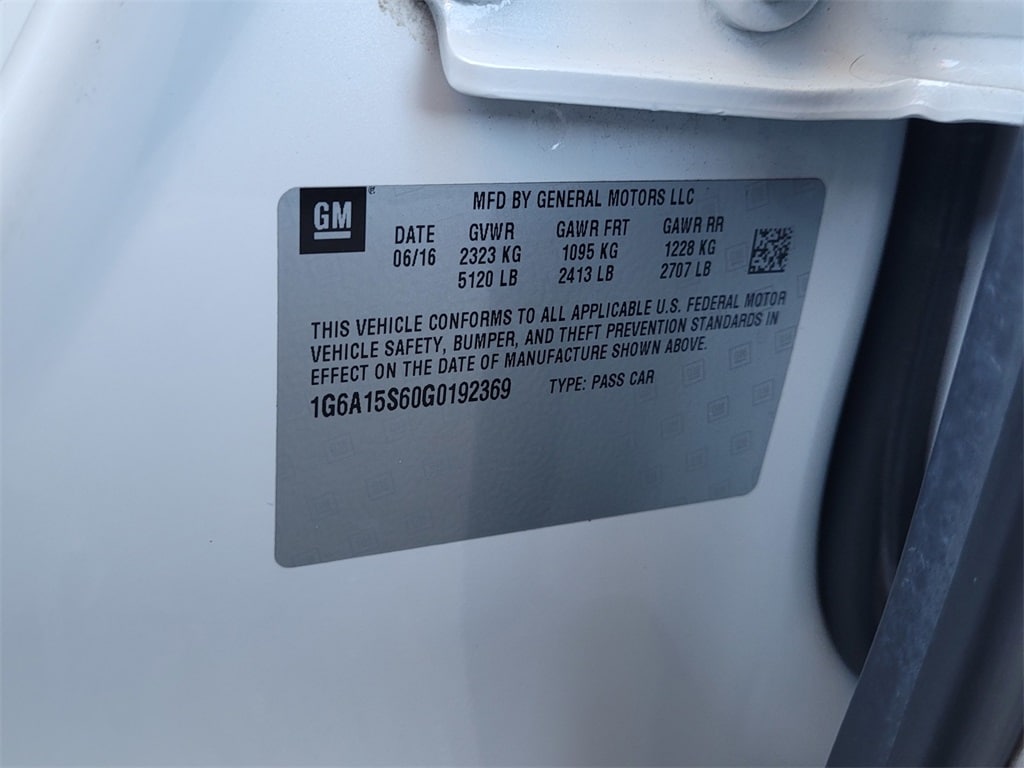 GM ®
MFD BY GENERAL MOTORS LLC
DATE GVWR GAWR FRT GAWR RR
06/16 2323 KG 1095 KG 1228 KG
5120 LB 2413 LB 2707 LB
THIS VEHICLE CONFORMS TO ALL APPLICABLE U.S. FEDERAL MOTOR
VEHICLE SAFETY, BUMPER, AND THEFT PREVENTION STANDARDS IN
EFFECT ON THE DATE OF MANUFACTURE SHOWN ABOVE.
1G6A15S60G0192369 TYPE: PASS CAR